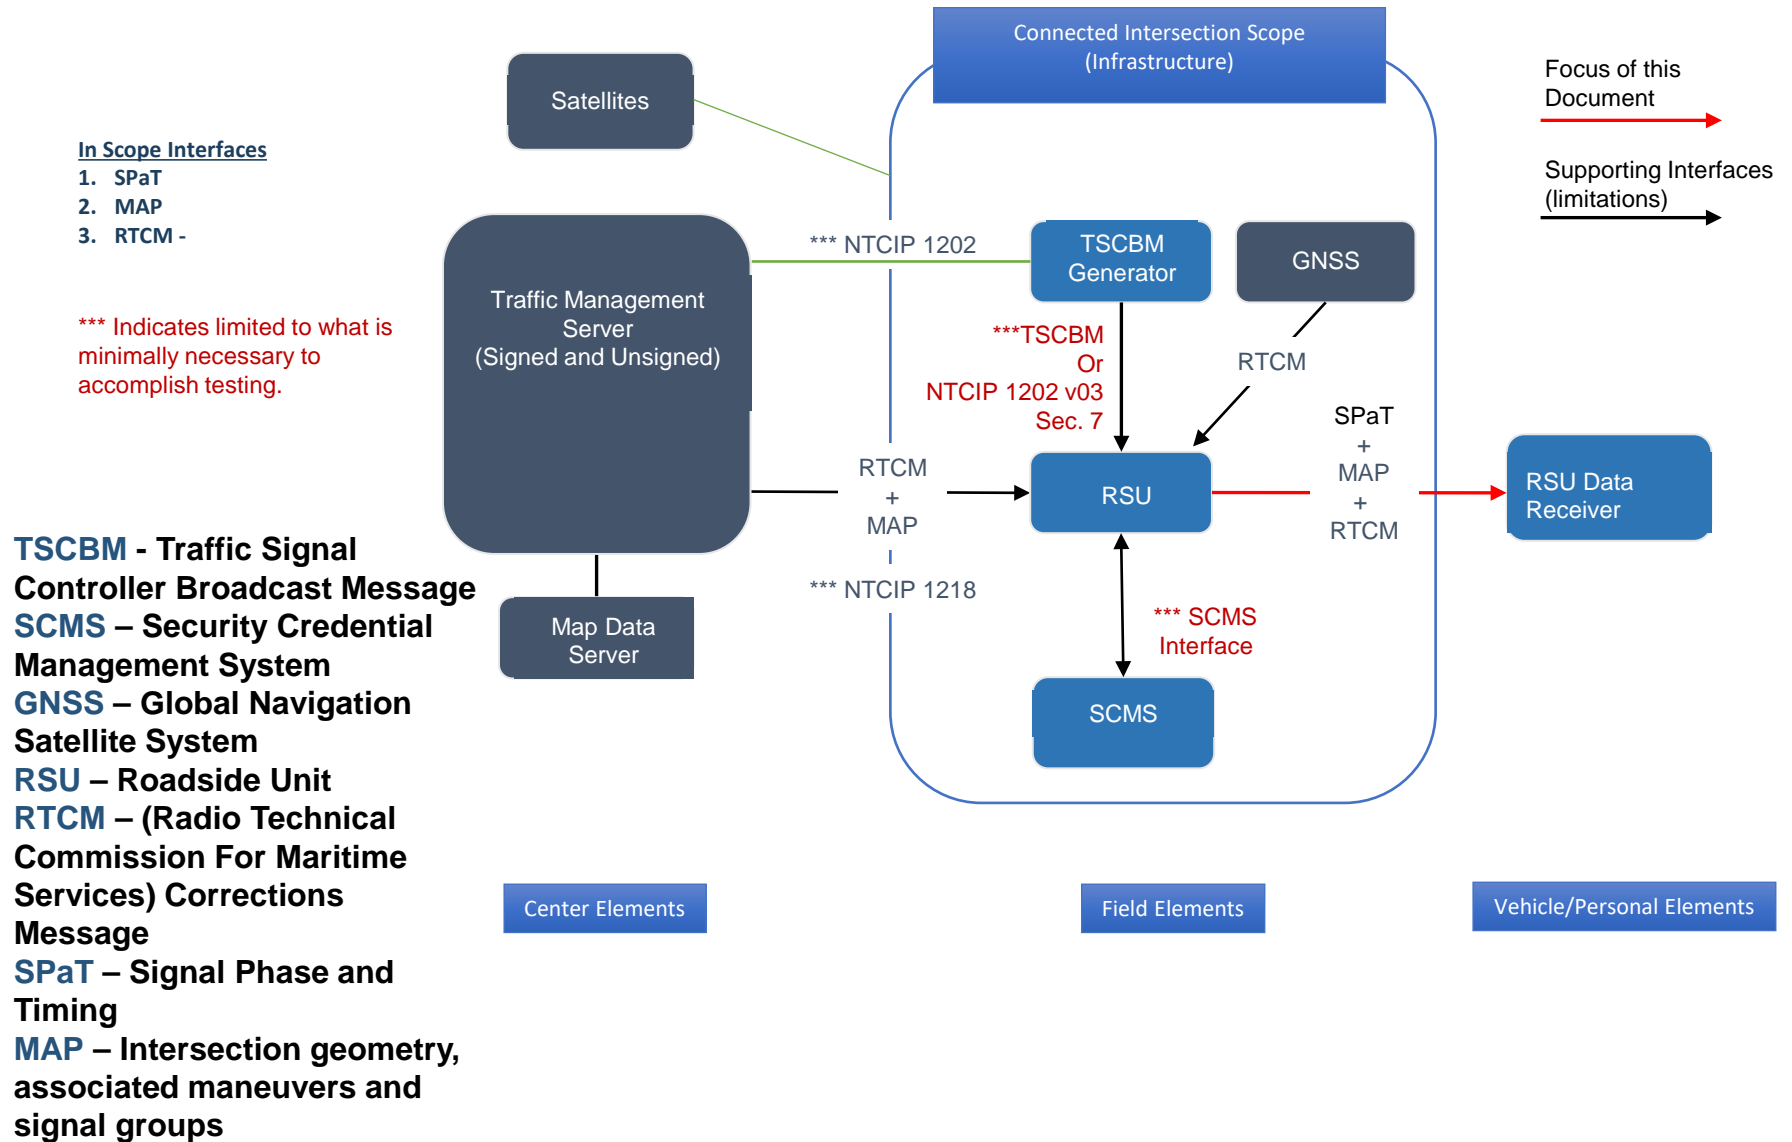 Connected Intersection Scope
(Infrastructure)
Satellites
Focus of this
Document
Supporting Interfaces
(limitations)
In Scope Interfaces
1. SPaT
2. MAP
3. RTCM -
*** Indicates limited to what is
minimally necessary to
accomplish testing.
Traffic Management
Server
(Signed and Unsigned)
*** NTCIP 1202
TSCBM
Generator
GNSS
***TSCBM
Or
NTCIP 1202 v03
Sec. 7
RTCM
RTCM
+
MAP
*** NTCIP 1218
RSU
SPaT
+
MAP
+
RTCM
RSU Data
Receiver
Map Data
Server
*** SCMS
Interface
SCMS
TSCBM - Traffic Signal
Controller Broadcast Message
SCMS – Security Credential
Management System
GNSS – Global Navigation
Satellite System
RSU – Roadside Unit
RTCM – (Radio Technical
Commission For Maritime
Services) Corrections
Message
SPaT – Signal Phase and
Timing
MAP – Intersection geometry,
associated maneuvers and
signal groups
Center Elements
Field Elements
Vehicle/Personal Elements